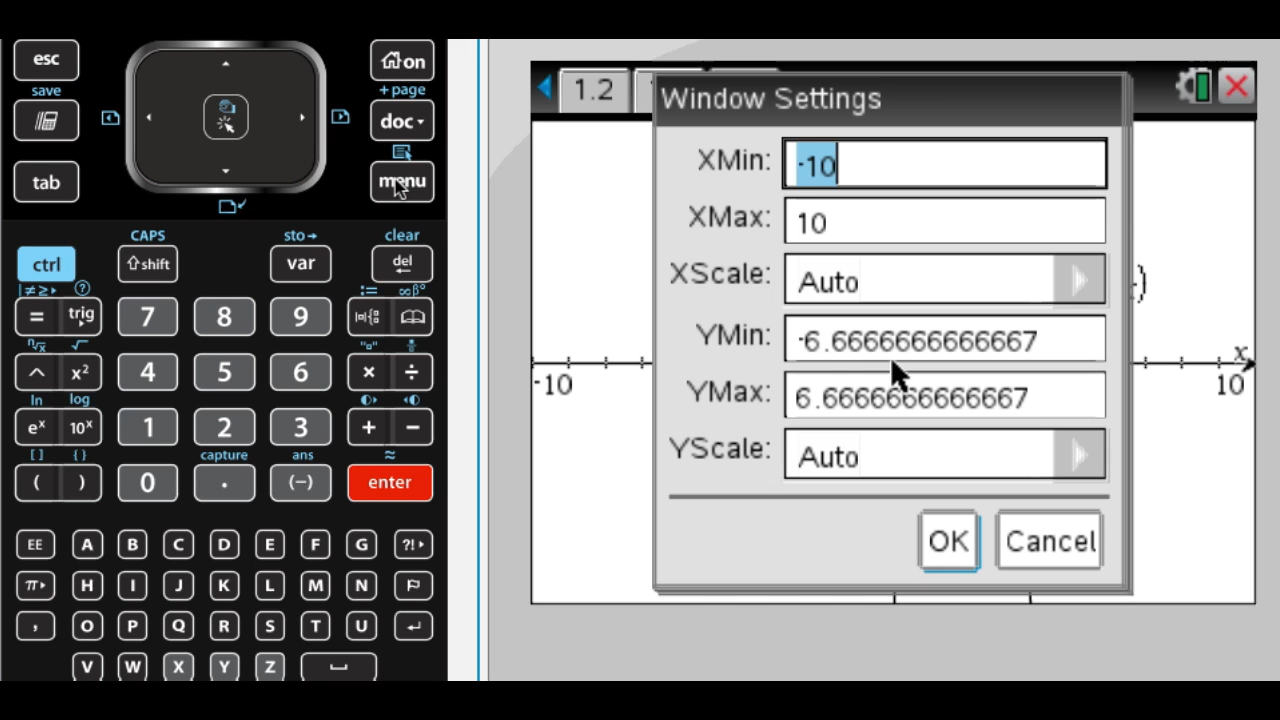 esc
on
save
+ page
doc
tab
menu
CAPS
sto→
clear
ctrl
shift
var
del
|≠≥▸ ?
:= ∞β°
= trig 7 8 9
ⁿ√x √
"▫"
^ x² 4 5 6 × ÷
ln log
eˣ 10ˣ 1 2 3 + −
[ ] { } capture ans ≈
( ) 0 . (−) enter
EE A B C D E F G ?!▸
π▸ H I J K L M N
, O P Q R S T U ↵
V W X Y Z
1.2
Window Settings
XMin: -10
XMax: 10
XScale: Auto
YMin: -6.6666666666667
YMax: 6.6666666666667
YScale: Auto
OK Cancel
-10
x
10